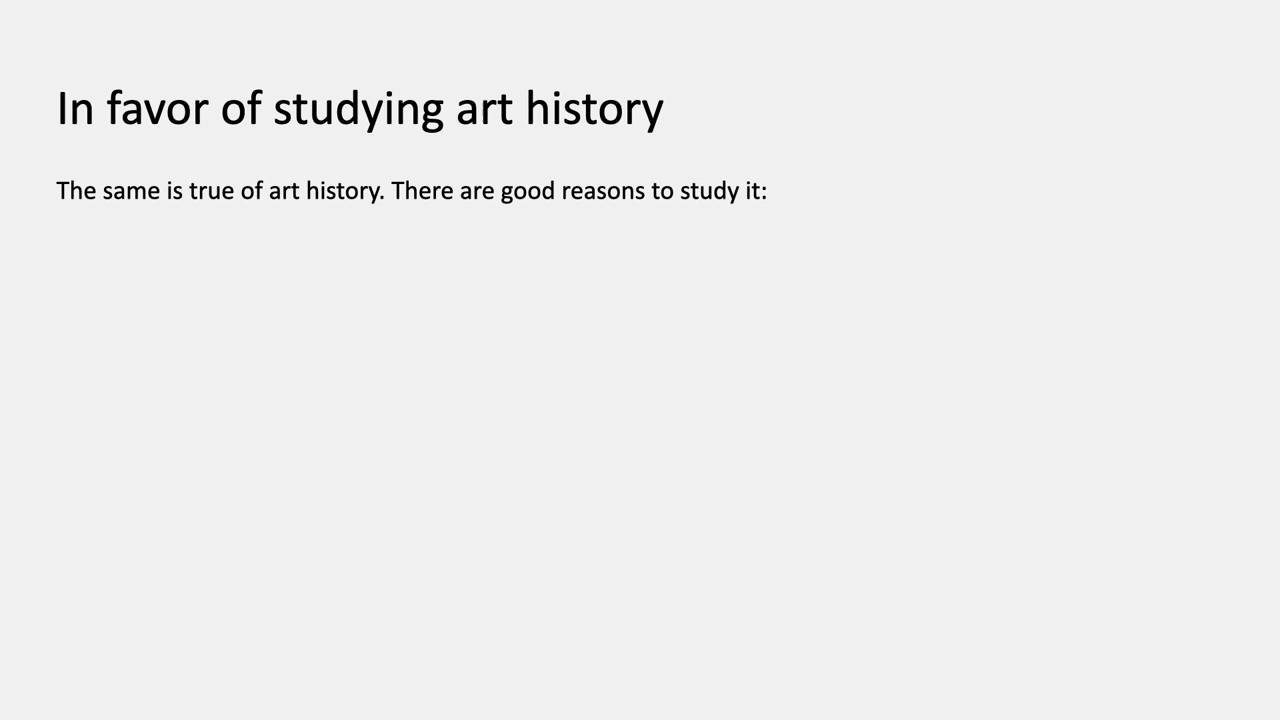 In favor of studying art history
The same is true of art history. There are good reasons to study it: